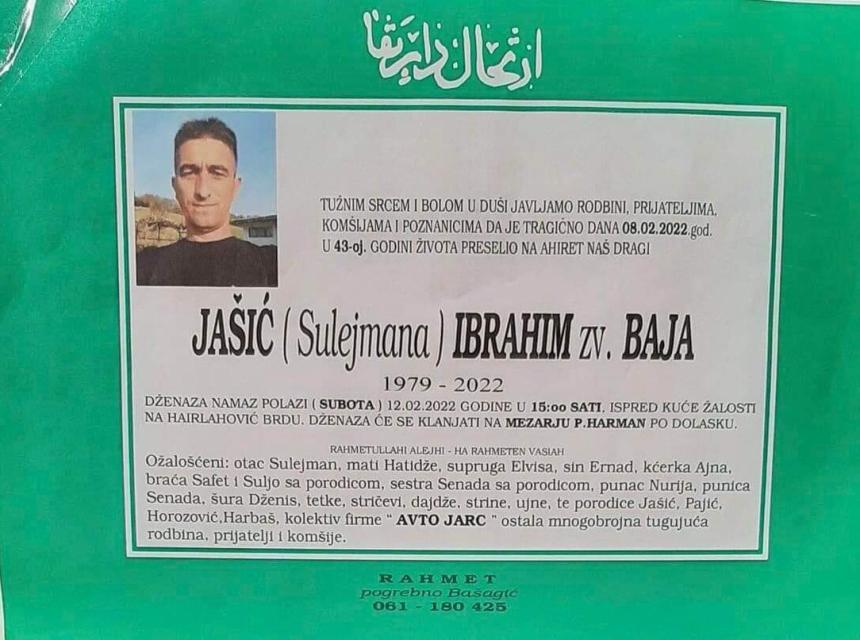 TUŽNIM SRCEM I BOLOM U DUŠI JAVLJAMO RODBINI, PRIJATELJIMA,
KOMŠIJAMA I POZNANICIMA DA JE TRAGIČNO DANA 08.02.2022.god.
U 43-oj. GODINI ŽIVOTA PRESELIO NA AHIRET NAŠ DRAGI
JAŠIĆ ( Sulejmana ) IBRAHIM ZV. BAJA
1979 - 2022
DŽENAZA NAMAZ POLAZI ( SUBOTA ) 12.02.2022 GODINE U 15:00 SATI, ISPRED KUĆE ŽALOSTI
NA HAIRLAHOVIĆ BRDU. DŽENAZA ĆE SE KLANJATI NA MEZARJU P.HARMAN PO DOLASKU.
RAHMETULLAHI ALEJHI - HA RAHMETEN VASIAH
Ožalošćeni: otac Sulejman, mati Hatidže, supruga Elvisa, sin Ernad, kćerka Ajna,
braća Safet i Suljo sa porodicom, sestra Senada sa porodicom, punac Nurija, punica
Senada, šura Dženis, tetke, stričevi, dajdže, strine, ujne, te porodice Jašić, Pajić,
Horozović,Harbaš, kolektiv firme " AVTO JARC " ostala mnogobrojna tugujuća
rodbina, prijatelji i komšije.
RAHMET
pogrebno Bašagić
061 - 180 425